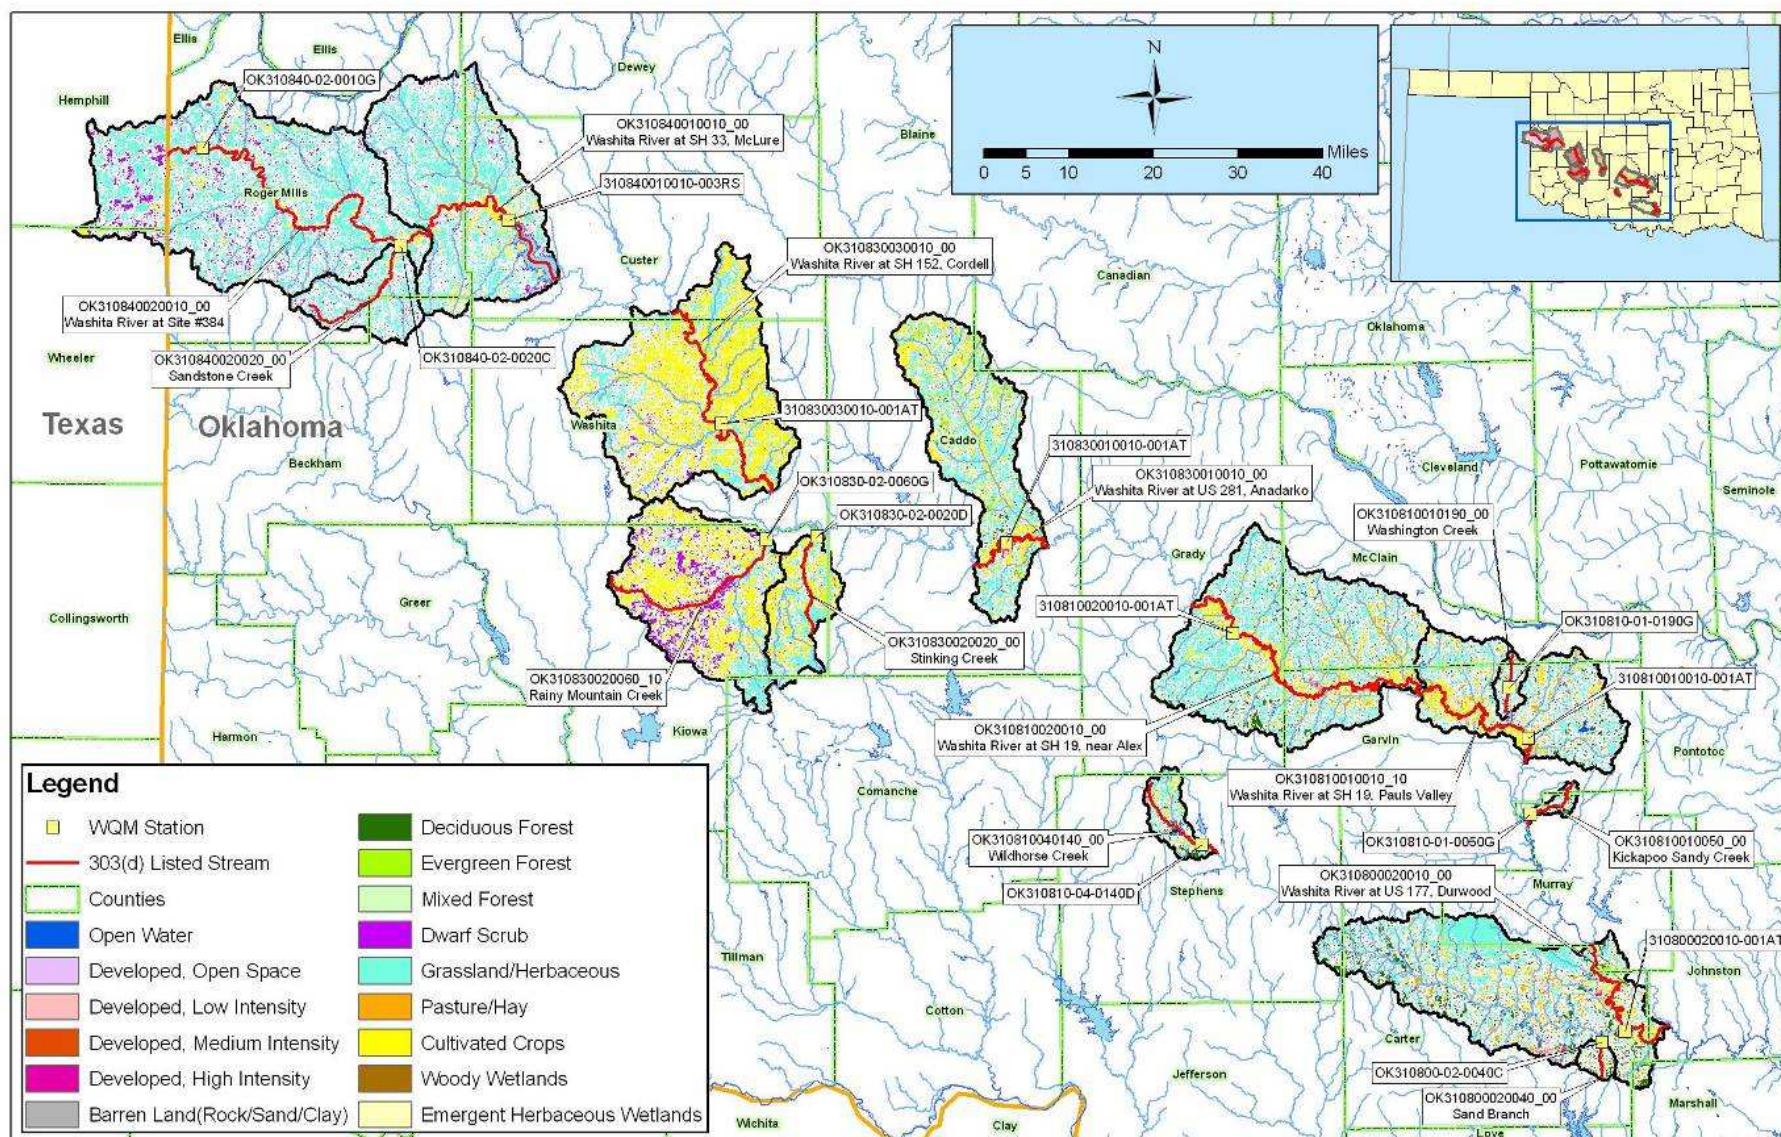 Ellis
Ellis
Dewey
Hemphill
OK310840-02-0010G
OK310840010010_00
Washita River at SH 33, McLure
310840010010-003RS
Roger Mills
Blaine
N
Miles
0 5 10 20 30 40
OK310830030010_00
Washita River at SH 152, Cordell
Custer
Canadian
Oklahoma
OK310840020010_00
Washita River at Site #384
OK310840020020_00
Sandstone Creek
OK310840-02-0020C
Wheeler
Texas
Oklahoma
Beckham
Washita
310830030010-001AT
Caddo
310830010010-001AT
OK310830010010_00
Washita River at US 281, Anadarko
OK310830-02-0060G
OK310830-02-0020D
Cleveland
Pottawatomie
Seminole
OK310810010190_00
Washington Creek
Grady
McClain
Collingsworth
Greer
310810020010-001AT
OK310810-01-0190G
OK310830020020_00
Stinking Creek
OK310830020060_10
Rainy Mountain Creek
310810010010-001AT
OK310810020010_00
Washita River at SH 19, near Alex
Garvin
Pontotoc
Harmon
Kiowa
Comanche
OK310810010010_10
Washita River at SH 19, Pauls Valley
OK310810040140_00
Wildhorse Creek
OK310810-01-0050G
OK310810010050_00
Kickapoo Sandy Creek
OK310810-04-0140D
Stephens
OK310800020010_00
Washita River at US 177, Durwood
Murray
310800020010-001AT
Tillman
Johnston
Cotton
Carter
Jefferson
OK310800-02-0040C
OK310800020040_00
Sand Branch
Marshall
Love
Wichita
Clay
Legend
WQM Station
303(d) Listed Stream
Counties
Open Water
Developed, Open Space
Developed, Low Intensity
Developed, Medium Intensity
Developed, High Intensity
Barren Land(Rock/Sand/Clay)
Deciduous Forest
Evergreen Forest
Mixed Forest
Dwarf Scrub
Grassland/Herbaceous
Pasture/Hay
Cultivated Crops
Woody Wetlands
Emergent Herbaceous Wetlands